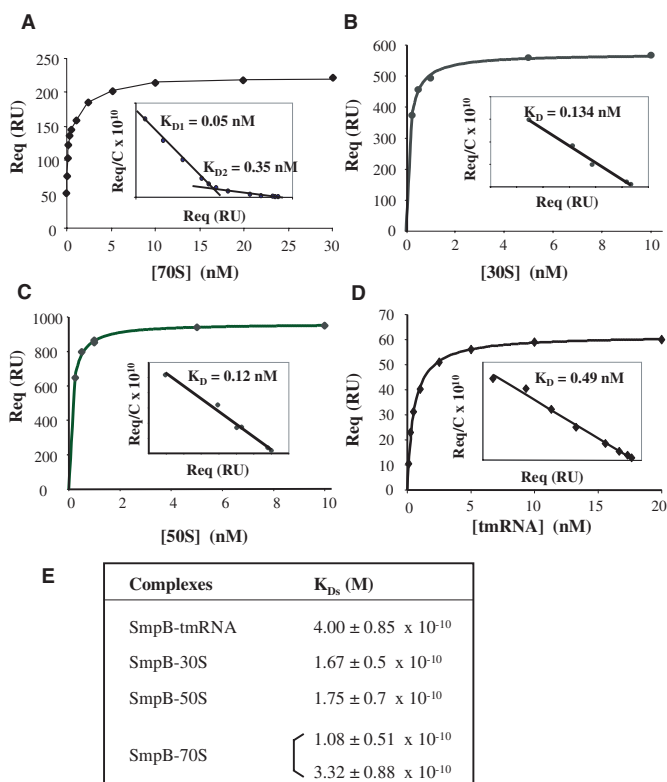 A
250
200
150
100
50
0
Req (RU)
0 5 10 15 20 25 30
[70S] (nM)
Req/C x 10^10
K_D1 = 0.05 nM
K_D2 = 0.35 nM
Req (RU)
B
600
500
400
300
200
100
0
Req (RU)
0 2 4 6 8 10
[30S] (nM)
Req/C x 10^10
K_D = 0.134 nM
Req (RU)
C
1000
800
600
400
200
0
Req (RU)
0 2 4 6 8 10
[50S] (nM)
Req/C x 10^10
K_D = 0.12 nM
Req (RU)
D
70
60
50
40
30
20
10
0
Req (RU)
0 5 10 15 20
[tmRNA] (nM)
Req/C x 10^10
K_D = 0.49 nM
Req (RU)
E
Complexes K_Ds (M)
SmpB-tmRNA 4.00 ± 0.85 x 10^-10
SmpB-30S 1.67 ± 0.5 x 10^-10
SmpB-50S 1.75 ± 0.7 x 10^-10
SmpB-70S
1.08 ± 0.51 x 10^-10
3.32 ± 0.88 x 10^-10